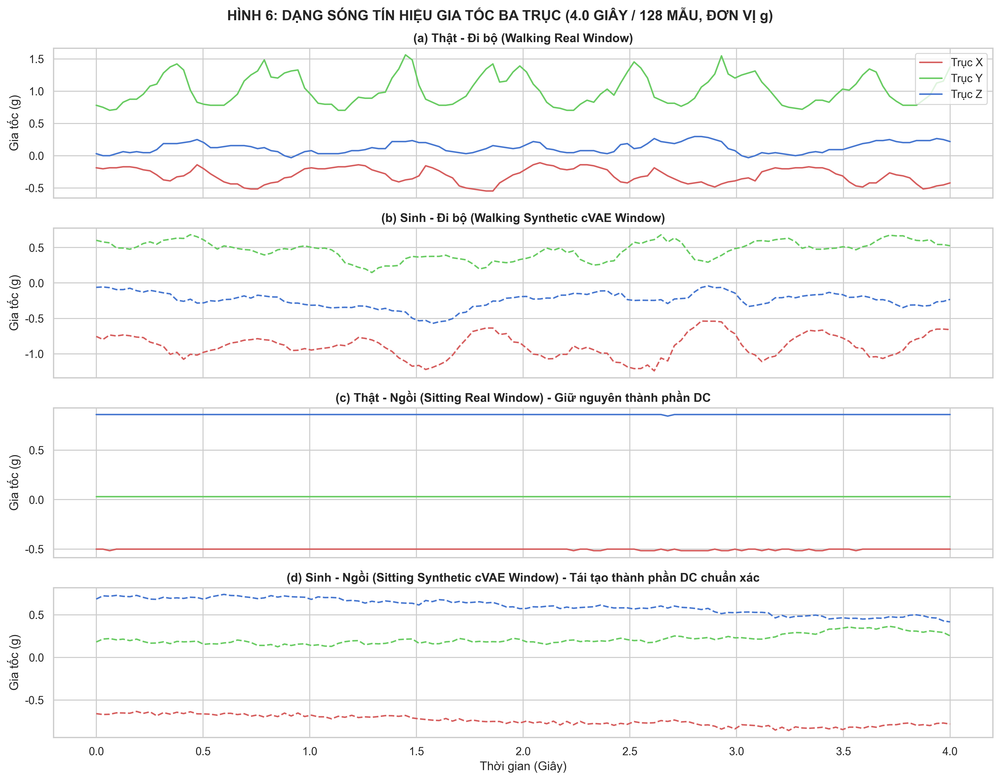 HÌNH 6: DẠNG SÓNG TÍN HIỆU GIA TỐC BA TRỤC (4.0 GIÂY / 128 MẪU, ĐƠN VỊ g)
(a) Thật - Đi bộ (Walking Real Window)
Gia tốc (g)
1.5
1.0
0.5
0.0
-0.5
Trục X
Trục Y
Trục Z
(b) Sinh - Đi bộ (Walking Synthetic cVAE Window)
Gia tốc (g)
0.5
0.0
-0.5
-1.0
(c) Thật - Ngồi (Sitting Real Window) - Giữ nguyên thành phần DC
Gia tốc (g)
0.5
0.0
-0.5
(d) Sinh - Ngồi (Sitting Synthetic cVAE Window) - Tái tạo thành phần DC chuẩn xác
Gia tốc (g)
0.5
0.0
-0.5
0.0 0.5 1.0 1.5 2.0 2.5 3.0 3.5 4.0
Thời gian (Giây)